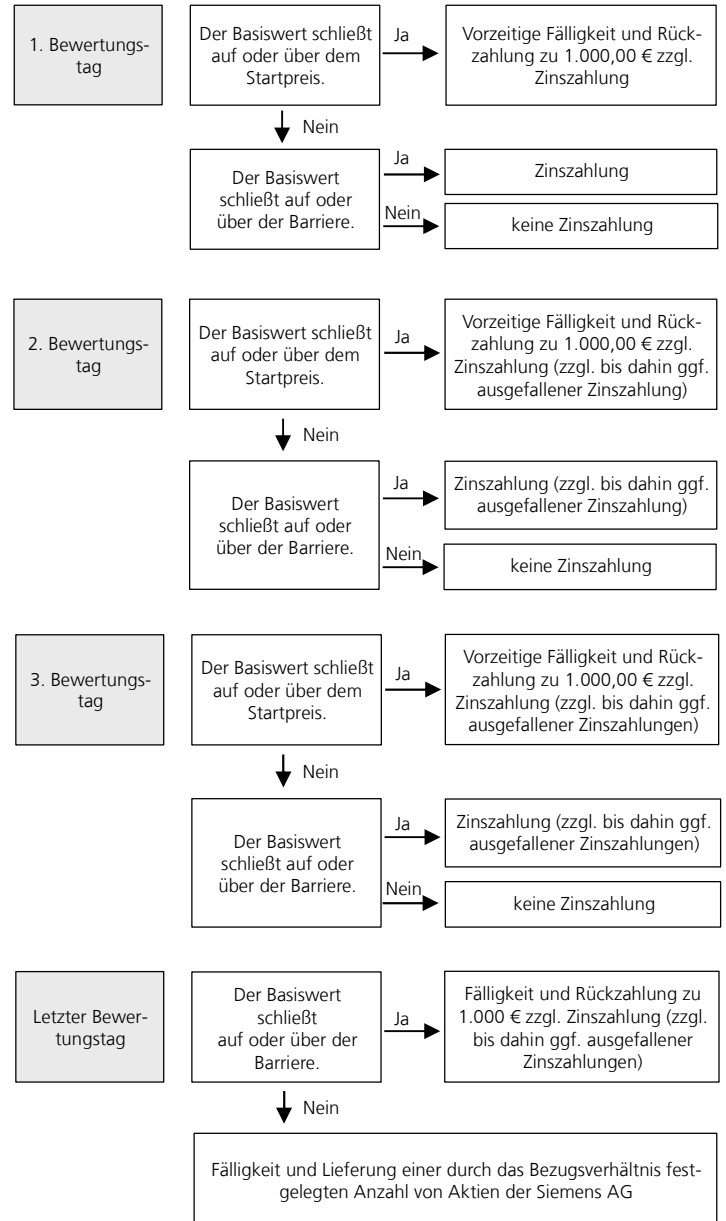 1. Bewertungs-
tag
Der Basiswert schließt
auf oder über dem
Startpreis.
Ja
Vorzeitige Fälligkeit und Rück-
zahlung zu 1.000,00 € zzgl.
Zinszahlung
Nein
Der Basiswert
schließt auf oder
über der Barriere.
Ja
Zinszahlung
Nein
keine Zinszahlung
2. Bewertungs-
tag
Der Basiswert schließt
auf oder über dem
Startpreis.
Ja
Vorzeitige Fälligkeit und Rück-
zahlung zu 1.000,00 € zzgl.
Zinszahlung (zzgl. bis dahin ggf.
ausgefallener Zinszahlung)
Nein
Der Basiswert
schließt auf oder
über der Barriere.
Ja
Zinszahlung (zzgl. bis dahin ggf.
ausgefallener Zinszahlung)
Nein
keine Zinszahlung
3. Bewertungs-
tag
Der Basiswert schließt
auf oder über dem
Startpreis.
Ja
Vorzeitige Fälligkeit und Rück-
zahlung zu 1.000,00 € zzgl.
Zinszahlung (zzgl. bis dahin ggf.
ausgefallener Zinszahlungen)
Nein
Der Basiswert
schließt auf oder
über der Barriere.
Ja
Zinszahlung (zzgl. bis dahin ggf.
ausgefallener Zinszahlungen)
Nein
keine Zinszahlung
Letzter Bewer-
tungstag
Der Basiswert
schließt
auf oder über der
Barriere.
Ja
Fälligkeit und Rückzahlung zu
1.000 € zzgl. Zinszahlung (zzgl.
bis dahin ggf. ausgefallener
Zinszahlungen)
Nein
Fälligkeit und Lieferung einer durch das Bezugsverhältnis fest-
gelegten Anzahl von Aktien der Siemens AG